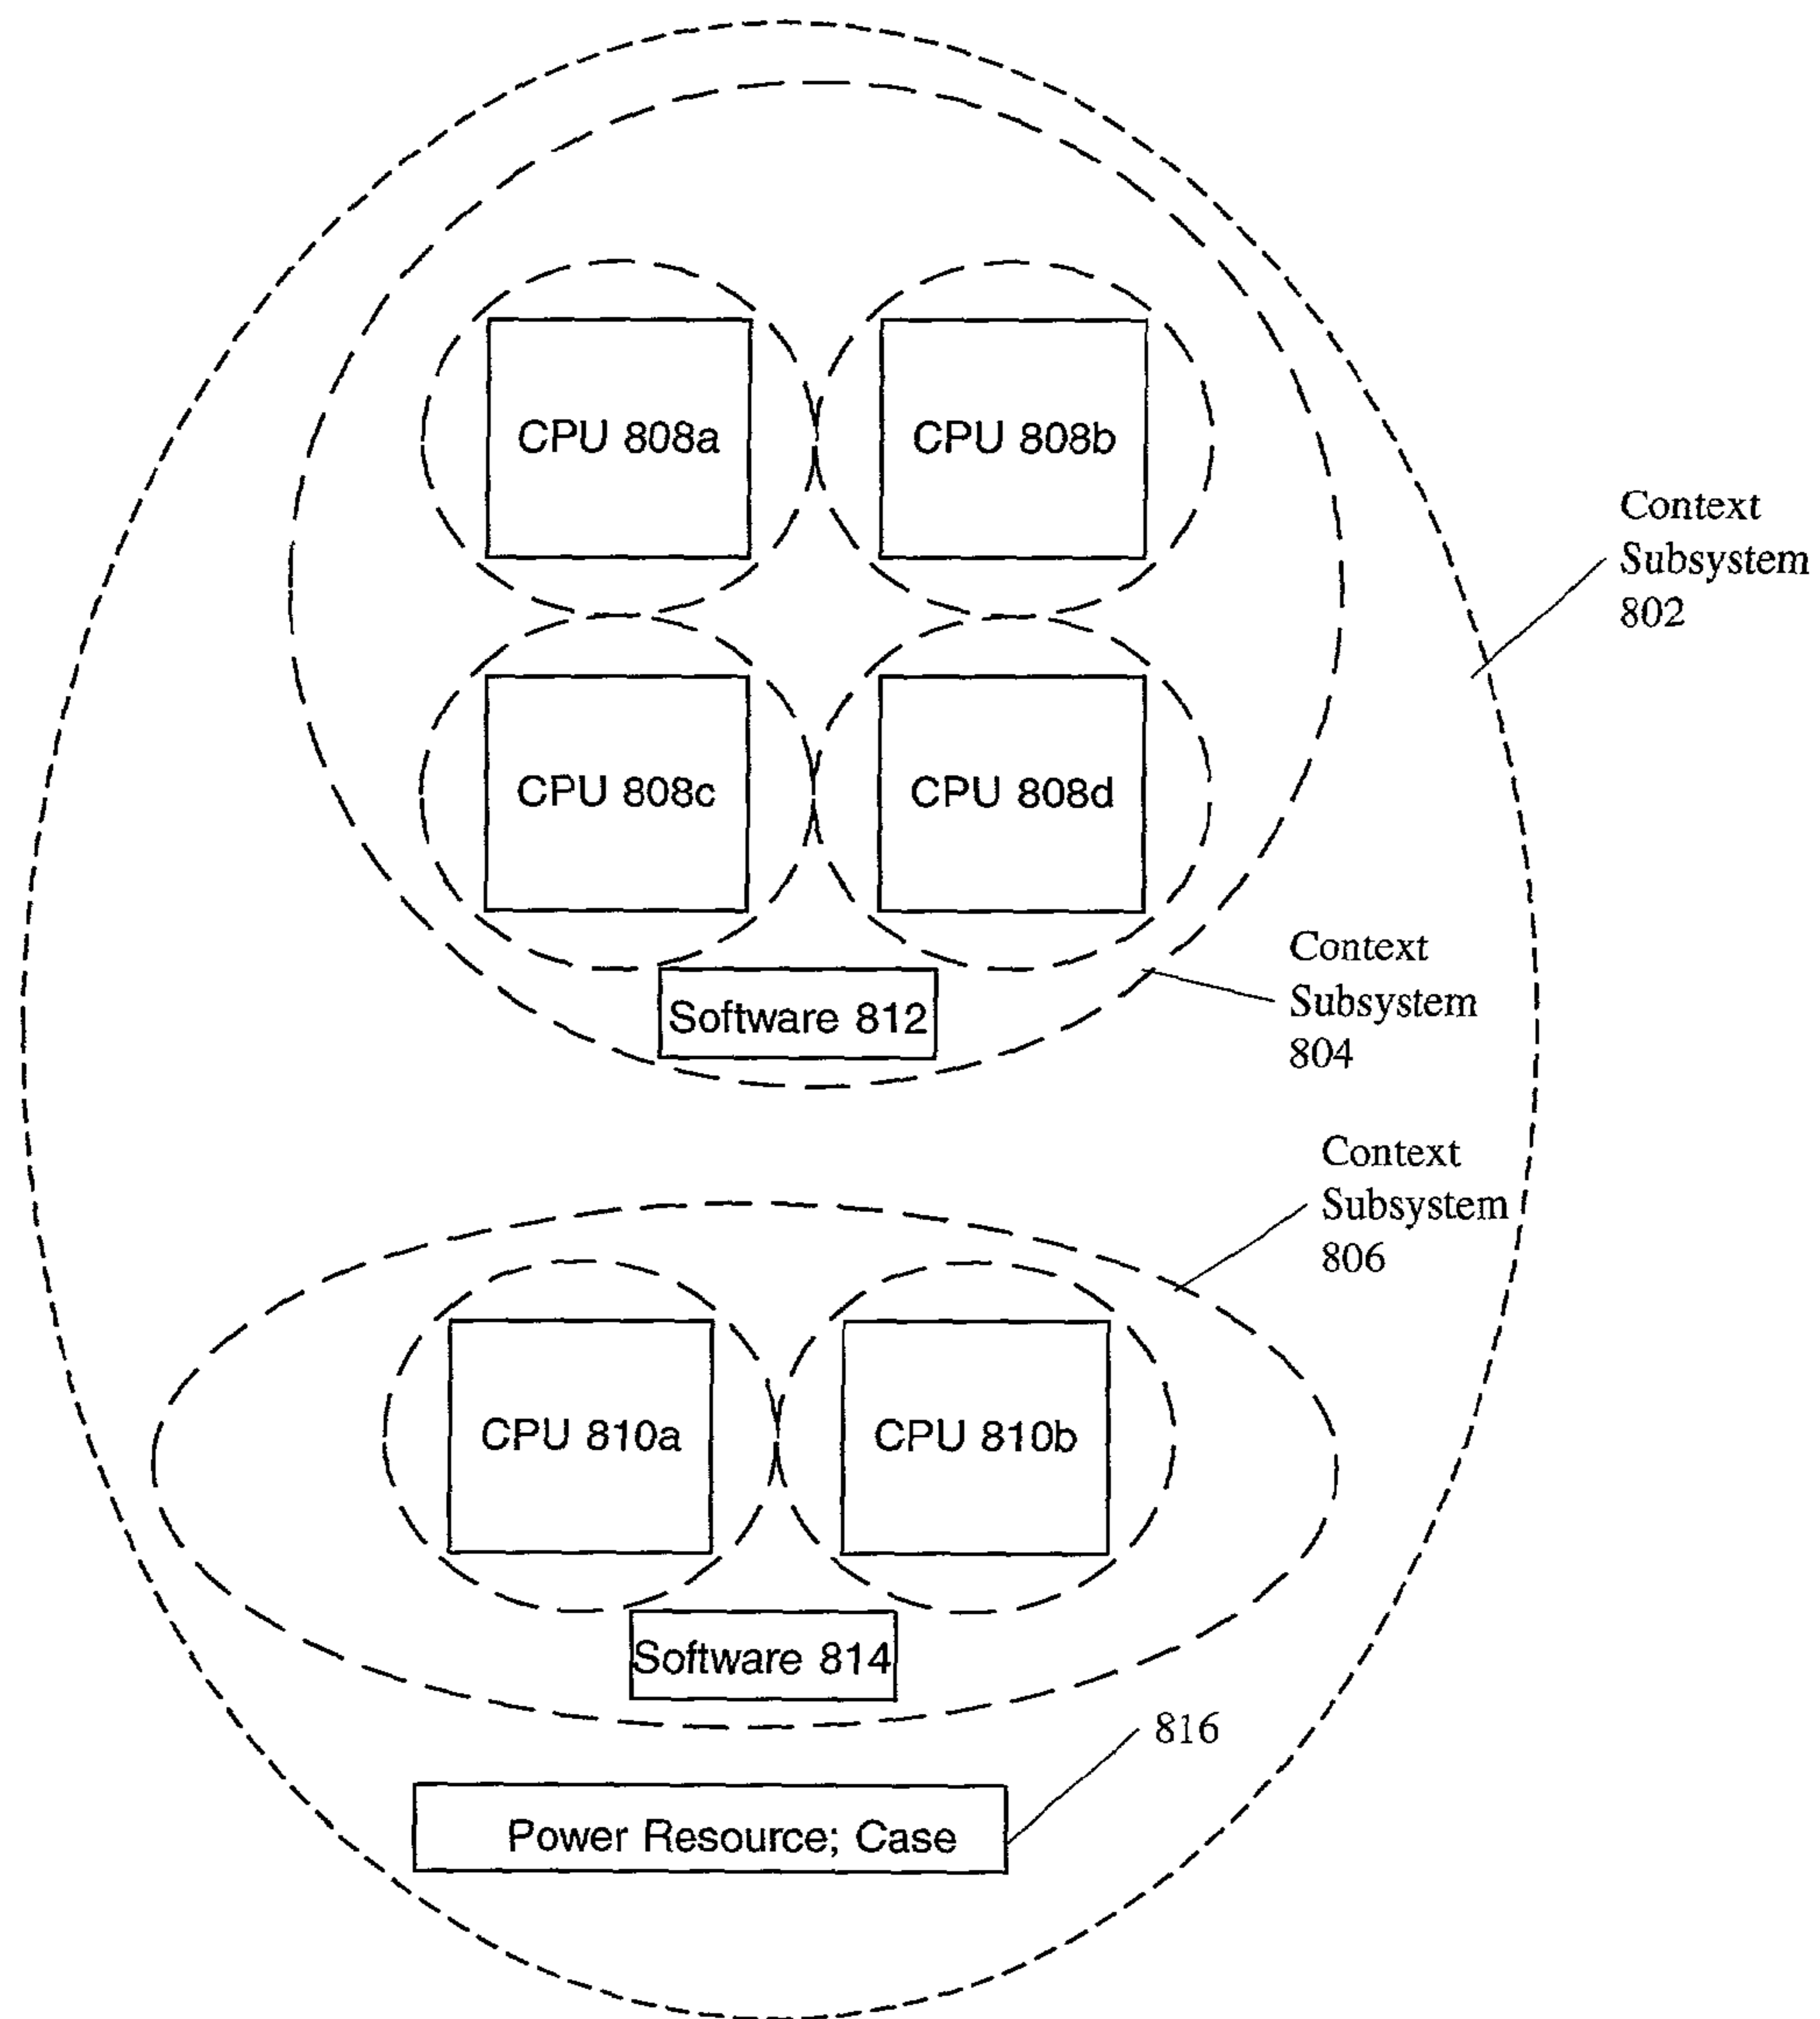 CPU 808a
CPU 808b
Context
Subsystem
802
CPU 808c
CPU 808d
Context
Subsystem
804
Software 812
Context
Subsystem
806
CPU 810a
CPU 810b
Software 814
816
Power Resource; Case